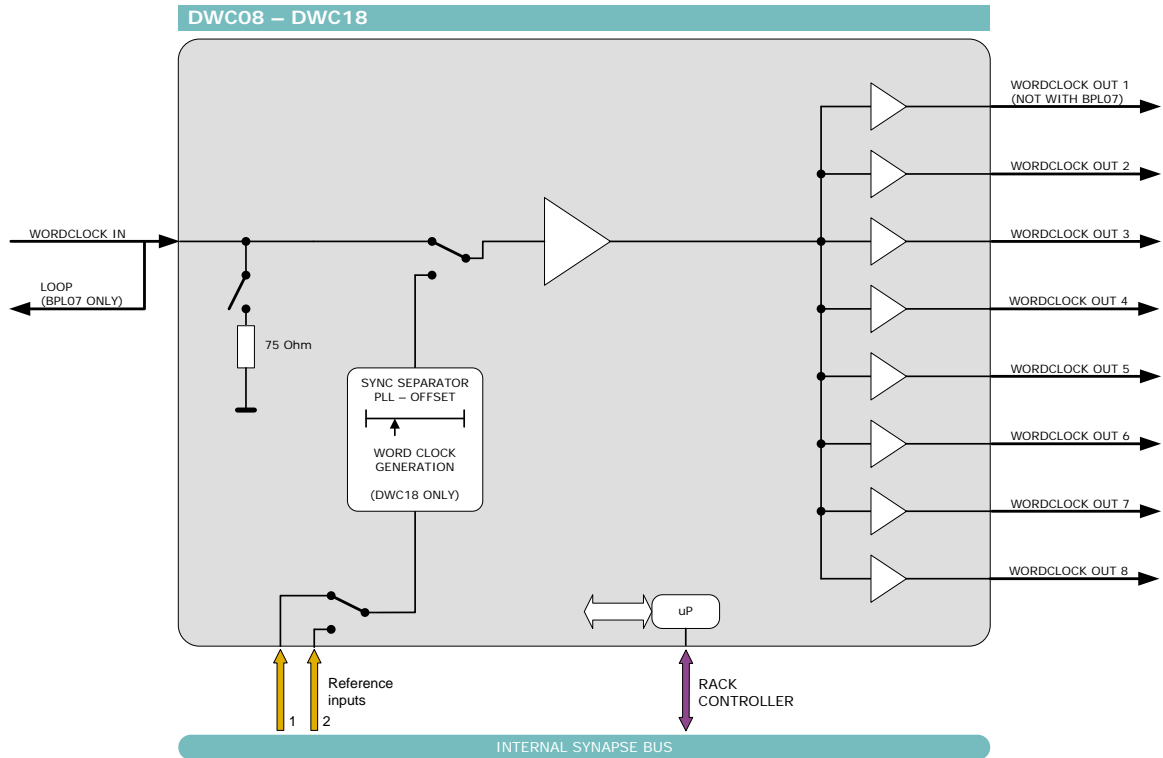 DWC08 – DWC18
WORDCLOCK IN
LOOP
(BPL07 ONLY)
75 Ohm
SYNC SEPARATOR
PLL – OFFSET
WORD CLOCK
GENERATION
(DWC18 ONLY)
WORDCLOCK OUT 1
(NOT WITH BPL07)
WORDCLOCK OUT 2
WORDCLOCK OUT 3
WORDCLOCK OUT 4
WORDCLOCK OUT 5
WORDCLOCK OUT 6
WORDCLOCK OUT 7
WORDCLOCK OUT 8
uP
Reference
inputs
1 2
RACK
CONTROLLER
INTERNAL SYNAPSE BUS